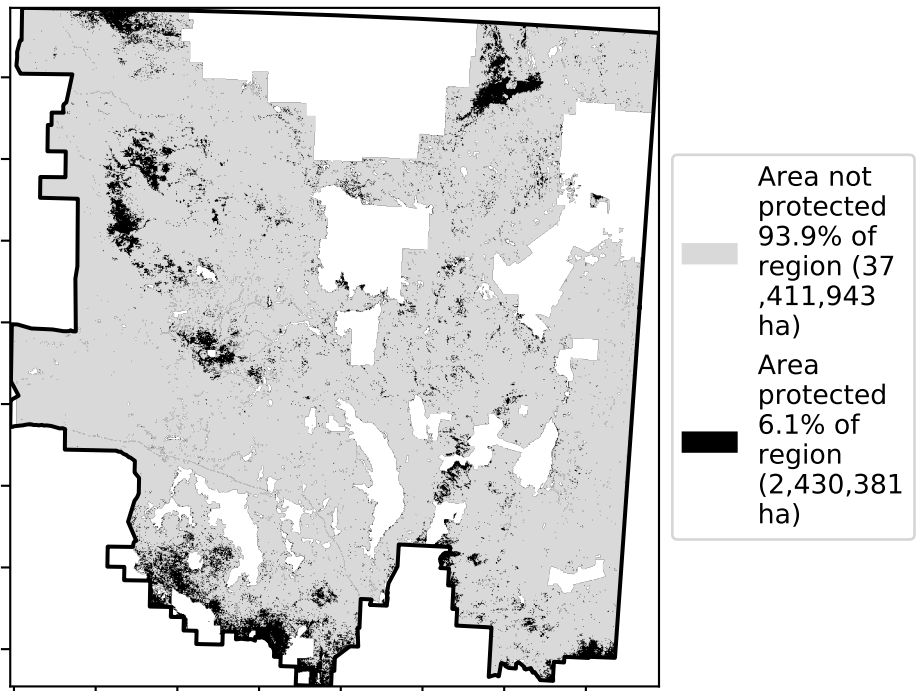 Area not
protected
93.9% of
region (37
,411,943
ha)
Area
protected
6.1% of
region
(2,430,381
ha)